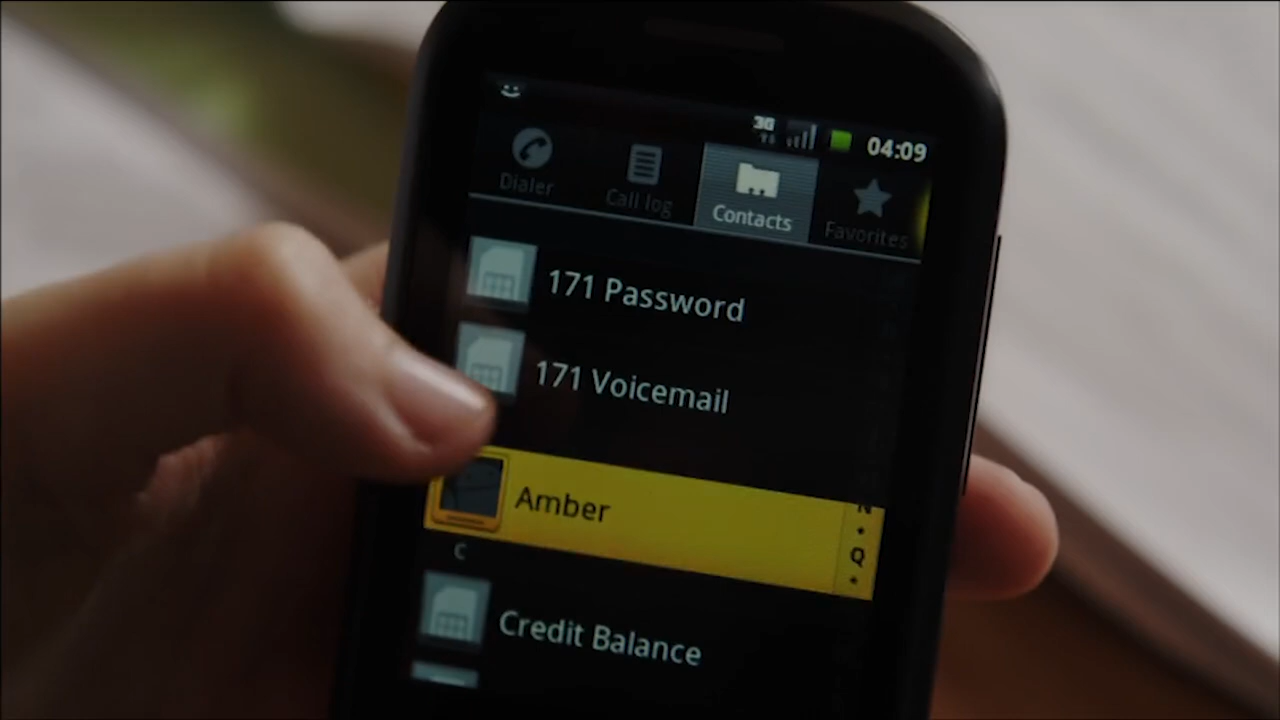 3G 04:09
Dialer Call log Contacts Favorites
171 Password
171 Voicemail
Amber
N
Q
C
Credit Balance